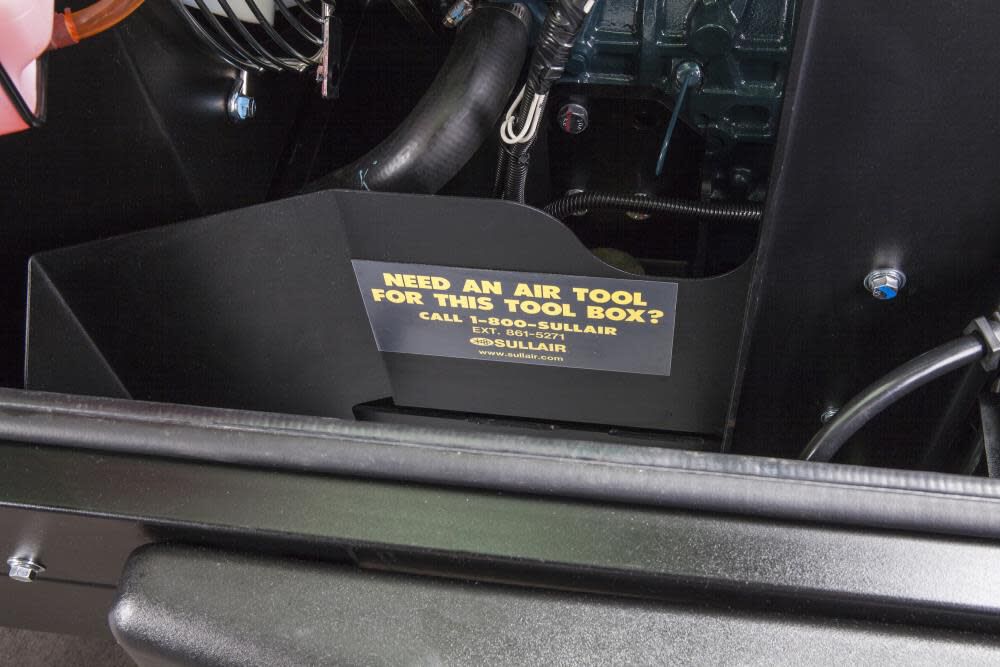 NEED AN AIR TOOL
FOR THIS TOOL BOX?
CALL 1-800-SULLAIR
EXT. 861-5271
SULLAIR
www.sullair.com